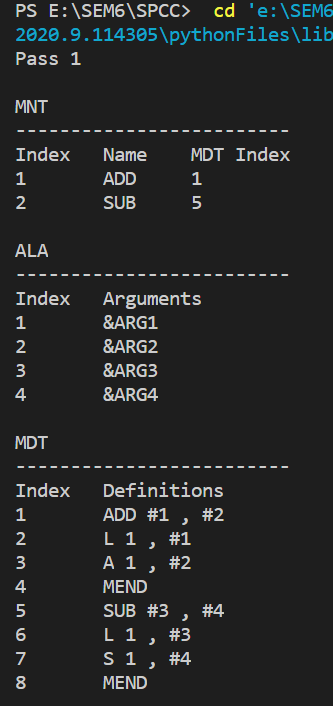 PS E:\SEM6\SPCC>  cd 'e:\SEM6
2020.9.114305\pythonFiles\lib
Pass 1
MNT
-------------------------
Index   Name    MDT Index
1       ADD     1
2       SUB     5
ALA
-------------------------
Index   Arguments
1       &ARG1
2       &ARG2
3       &ARG3
4       &ARG4
MDT
-------------------------
Index   Definitions
1       ADD #1 , #2
2       L 1 , #1
3       A 1 , #2
4       MEND
5       SUB #3 , #4
6       L 1 , #3
7       S 1 , #4
8       MEND